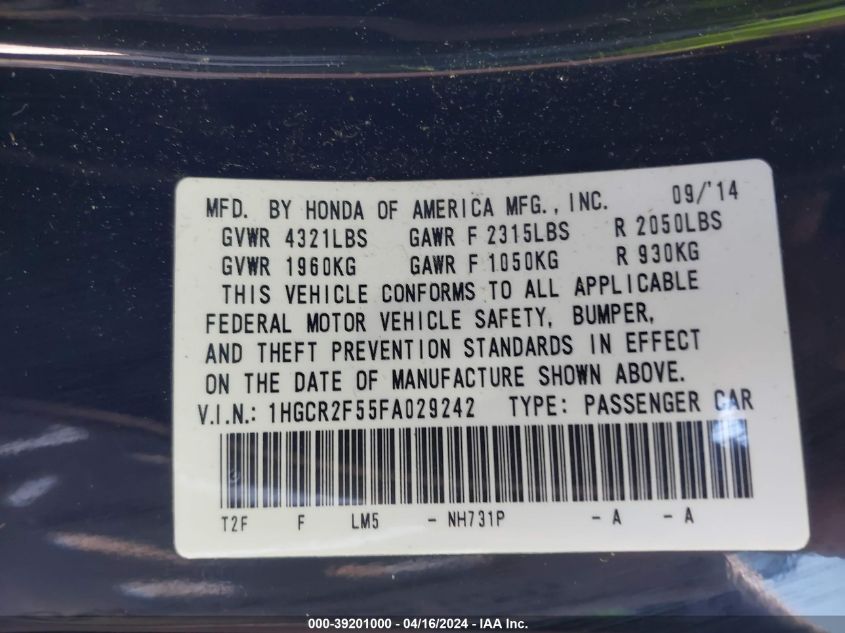 MFD. BY HONDA OF AMERICA MFG., INC. 09/'14
GVWR 4321LBS GAWR F 2315LBS R 2050LBS
GVWR 1960KG GAWR F 1050KG R 930KG
THIS VEHICLE CONFORMS TO ALL APPLICABLE
FEDERAL MOTOR VEHICLE SAFETY, BUMPER,
AND THEFT PREVENTION STANDARDS IN EFFECT
ON THE DATE OF MANUFACTURE SHOWN ABOVE.
V.I.N.: 1HGCR2F55FA029242 TYPE: PASSENGER CAR
T2F F LM5 - NH731P - A - A
000-39201000 - 04/16/2024 - IAA Inc.